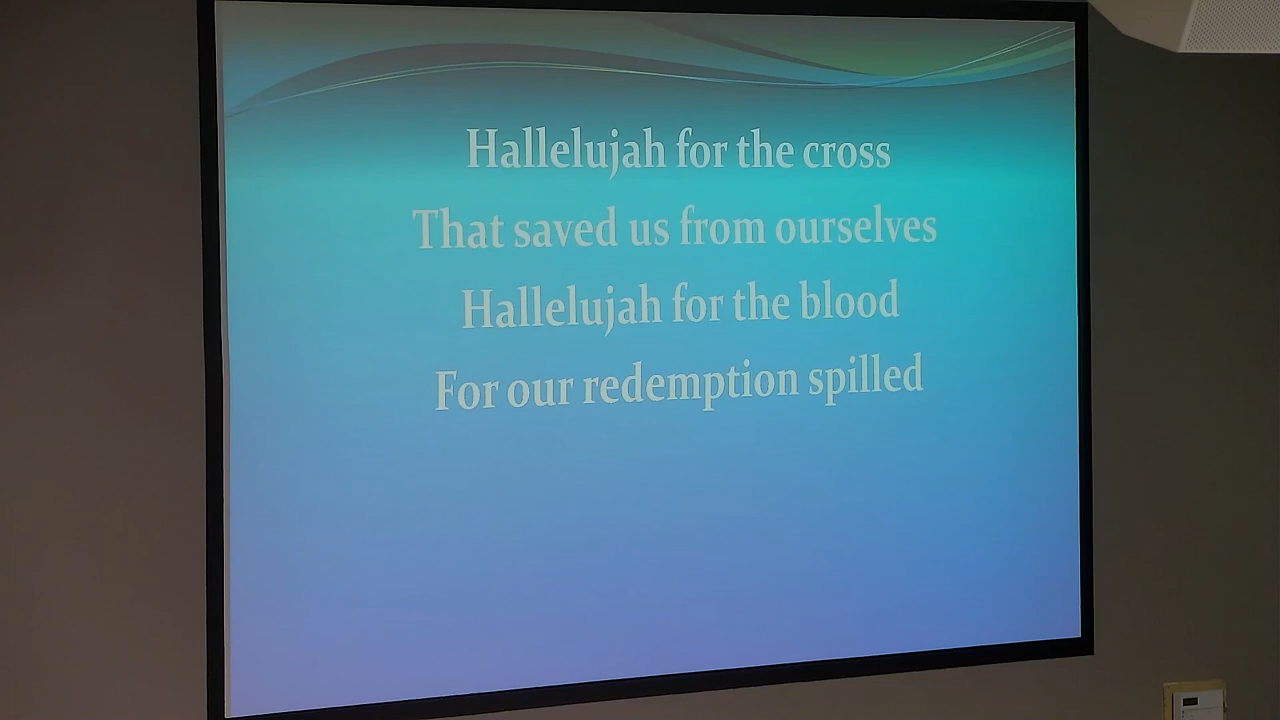 Hallelujah for the cross
That saved us from ourselves
Hallelujah for the blood
For our redemption spilled